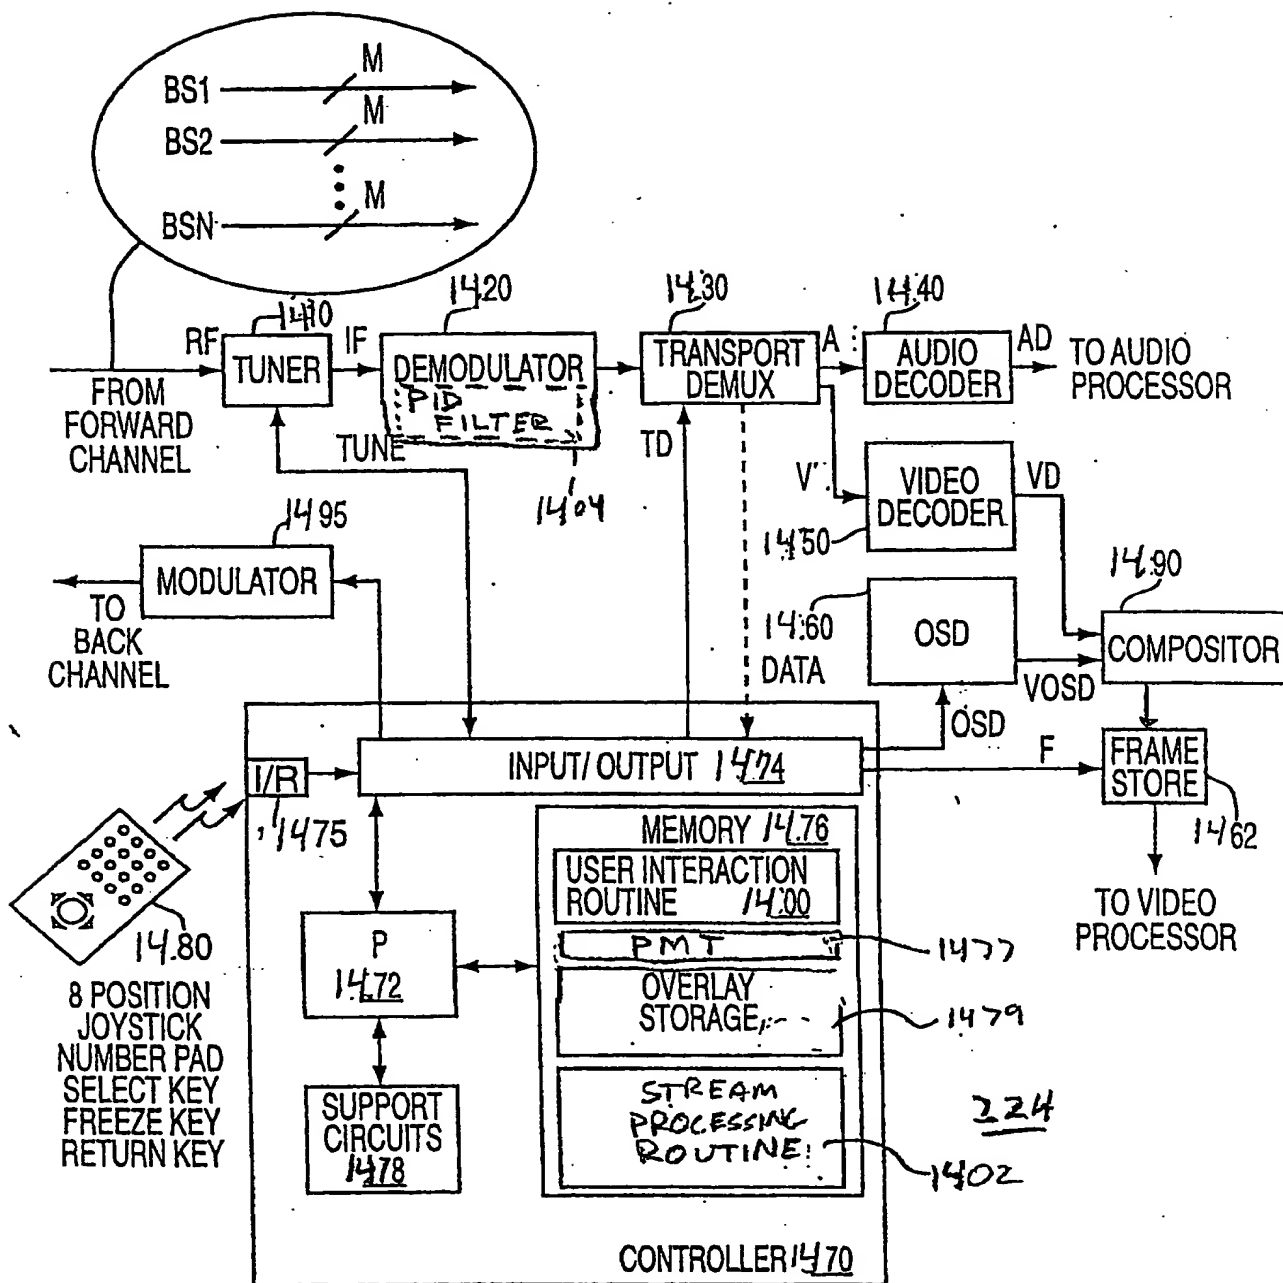 BS1
M
BS2
M
BSN
M
RF
1410
TUNER
IF
1420
DEMODULATOR
PID
FILTER
1404
1430
TRANSPORT
DEMUX
A
1440
AUDIO
DECODER
AD
TO AUDIO
PROCESSOR
FROM
FORWARD
CHANNEL
TUNE
TD
V
VIDEO
DECODER
VD
1450
1495
MODULATOR
TO
BACK
CHANNEL
1460
OSD
DATA
VOSD
1490
COMPOSITOR
OSD
F
FRAME
STORE
1462
TO VIDEO
PROCESSOR
I/R
1475
INPUT/OUTPUT 1474
MEMORY 1476
USER INTERACTION
ROUTINE 1400
PMT
1477
OVERLAY
STORAGE
1479
STREAM
PROCESSING
ROUTINE
1402
224
P
1472
SUPPORT
CIRCUITS
1478
1480
8 POSITION
JOYSTICK
NUMBER PAD
SELECT KEY
FREEZE KEY
RETURN KEY
CONTROLLER 1470